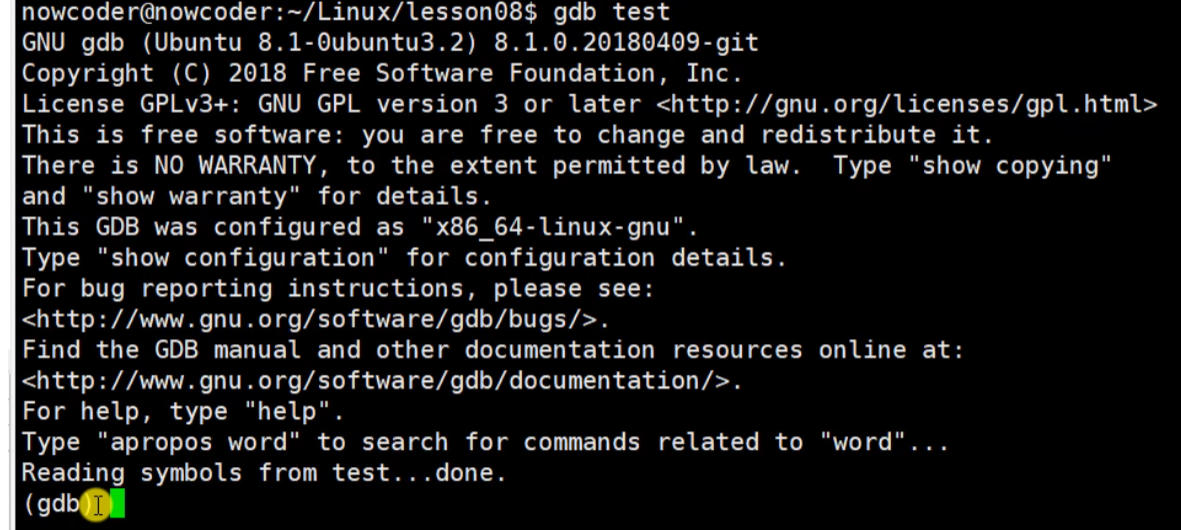 nowcoder@nowcoder:~/Linux/lesson08$ gdb test
GNU gdb (Ubuntu 8.1-0ubuntu3.2) 8.1.0.20180409-git
Copyright (C) 2018 Free Software Foundation, Inc.
License GPLv3+: GNU GPL version 3 or later <http://gnu.org/licenses/gpl.html>
This is free software: you are free to change and redistribute it.
There is NO WARRANTY, to the extent permitted by law.  Type "show copying"
and "show warranty" for details.
This GDB was configured as "x86_64-linux-gnu".
Type "show configuration" for configuration details.
For bug reporting instructions, please see:
<http://www.gnu.org/software/gdb/bugs/>.
Find the GDB manual and other documentation resources online at:
<http://www.gnu.org/software/gdb/documentation/>.
For help, type "help".
Type "apropos word" to search for commands related to "word"...
Reading symbols from test...done.
(gdb)